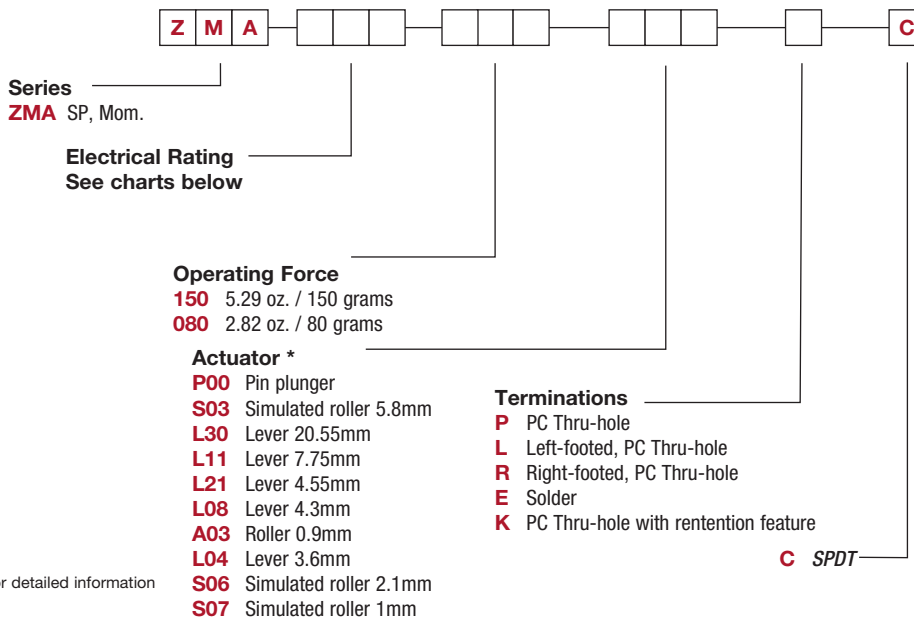 Z M A C
Series
ZMA SP, Mom.
Electrical Rating
See charts below
Operating Force
150 5.29 oz. / 150 grams
080 2.82 oz. / 80 grams
Actuator *
P00 Pin plunger
S03 Simulated roller 5.8mm
L30 Lever 20.55mm
L11 Lever 7.75mm
L21 Lever 4.55mm
L08 Lever 4.3mm
A03 Roller 0.9mm
L04 Lever 3.6mm
S06 Simulated roller 2.1mm
S07 Simulated roller 1mm
Terminations
P PC Thru-hole
L Left-footed, PC Thru-hole
R Right-footed, PC Thru-hole
E Solder
K PC Thru-hole with rentention feature
C SPDT
r detailed information